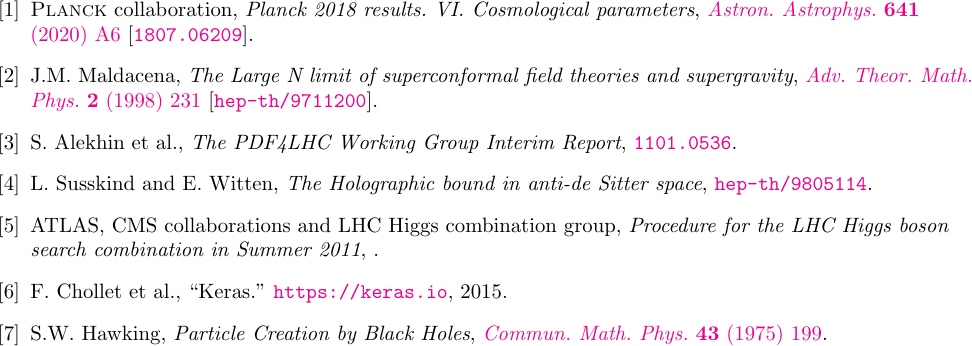 [1] Planck collaboration, Planck 2018 results. VI. Cosmological parameters, Astron. Astrophys. 641
(2020) A6 [1807.06209].
[2] J.M. Maldacena, The Large N limit of superconformal field theories and supergravity, Adv. Theor. Math.
Phys. 2 (1998) 231 [hep-th/9711200].
[3] S. Alekhin et al., The PDF4LHC Working Group Interim Report, 1101.0536.
[4] L. Susskind and E. Witten, The Holographic bound in anti-de Sitter space, hep-th/9805114.
[5] ATLAS, CMS collaborations and LHC Higgs combination group, Procedure for the LHC Higgs boson
search combination in Summer 2011, .
[6] F. Chollet et al., “Keras.” https://keras.io, 2015.
[7] S.W. Hawking, Particle Creation by Black Holes, Commun. Math. Phys. 43 (1975) 199.